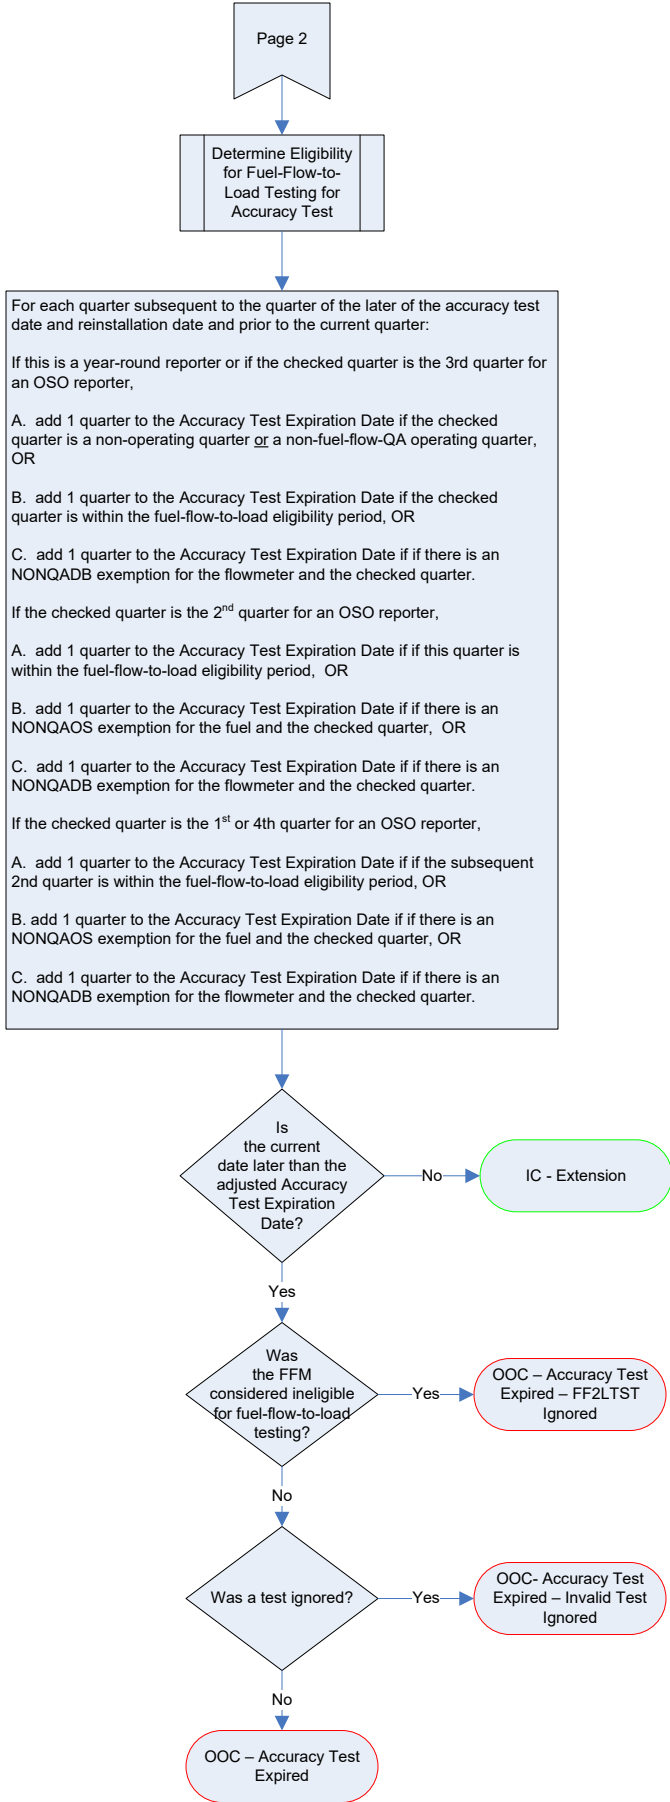 Page 2
Determine Eligibility
for Fuel-Flow-to-
Load Testing for
Accuracy Test
For each quarter subsequent to the quarter of the later of the accuracy test
date and reinstallation date and prior to the current quarter:
If this is a year-round reporter or if the checked quarter is the 3rd quarter for
an OSO reporter,
A.  add 1 quarter to the Accuracy Test Expiration Date if the checked
quarter is a non-operating quarter or a non-fuel-flow-QA operating quarter,
OR
B.  add 1 quarter to the Accuracy Test Expiration Date if the checked
quarter is within the fuel-flow-to-load eligibility period, OR
C.  add 1 quarter to the Accuracy Test Expiration Date if if there is an
NONQADB exemption for the flowmeter and the checked quarter.
If the checked quarter is the 2nd quarter for an OSO reporter,
A.  add 1 quarter to the Accuracy Test Expiration Date if if this quarter is
within the fuel-flow-to-load eligibility period,  OR
B.  add 1 quarter to the Accuracy Test Expiration Date if if there is an
NONQAOS exemption for the fuel and the checked quarter,  OR
C.  add 1 quarter to the Accuracy Test Expiration Date if if there is an
NONQADB exemption for the flowmeter and the checked quarter.
If the checked quarter is the 1st or 4th quarter for an OSO reporter,
A.  add 1 quarter to the Accuracy Test Expiration Date if if the subsequent
2nd quarter is within the fuel-flow-to-load eligibility period, OR
B. add 1 quarter to the Accuracy Test Expiration Date if if there is an
NONQAOS exemption for the fuel and the checked quarter, OR
C.  add 1 quarter to the Accuracy Test Expiration Date if if there is an
NONQADB exemption for the flowmeter and the checked quarter.
Is
the current
date later than the
adjusted Accuracy
Test Expiration
Date?
No
IC - Extension
Yes
Was
the FFM
considered ineligible
for fuel-flow-to-load
testing?
Yes
OOC – Accuracy Test
Expired – FF2LTST
Ignored
No
Was a test ignored?
Yes
OOC- Accuracy Test
Expired – Invalid Test
Ignored
No
OOC – Accuracy Test
Expired